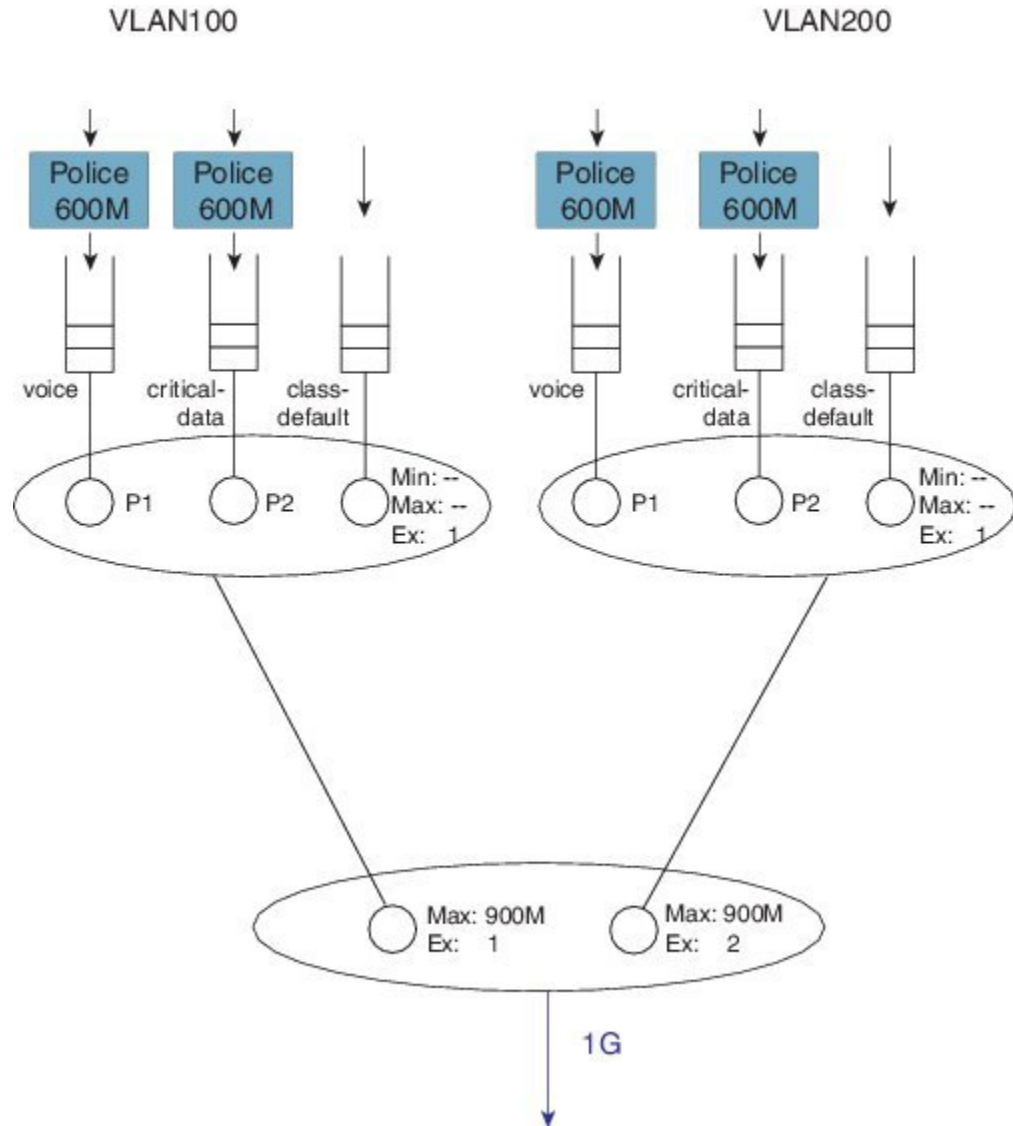 VLAN100
VLAN200
Police
600M
Police
600M
Police
600M
Police
600M
voice
critical-
data
class-
default
voice
critical-
data
class-
default
P1
P2
Min: --
Max: --
Ex: 1
P1
P2
Min: --
Max: --
Ex: 1
Max: 900M
Ex: 1
Max: 900M
Ex: 2
1G